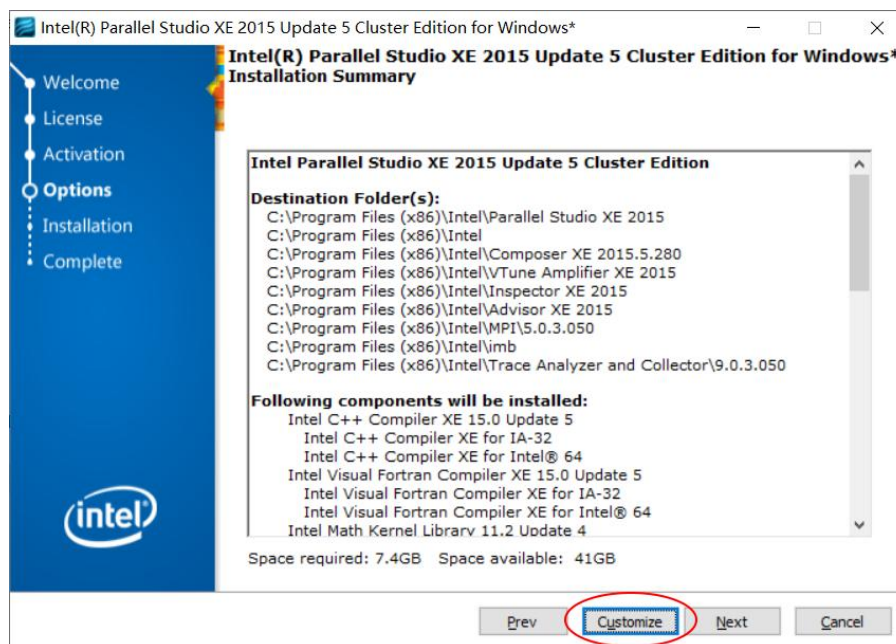 Intel(R) Parallel Studio XE 2015 Update 5 Cluster Edition for Windows*
Intel(R) Parallel Studio XE 2015 Update 5 Cluster Edition for Windows*
Installation Summary
Welcome
License
Activation
Options
Installation
Complete
Intel Parallel Studio XE 2015 Update 5 Cluster Edition
Destination Folder(s):
C:\Program Files (x86)\Intel\Parallel Studio XE 2015
C:\Program Files (x86)\Intel
C:\Program Files (x86)\Intel\Composer XE 2015.5.280
C:\Program Files (x86)\Intel\VTune Amplifier XE 2015
C:\Program Files (x86)\Intel\Inspector XE 2015
C:\Program Files (x86)\Intel\Advisor XE 2015
C:\Program Files (x86)\Intel\MPI\5.0.3.050
C:\Program Files (x86)\Intel\imb
C:\Program Files (x86)\Intel\Trace Analyzer and Collector\9.0.3.050
Following components will be installed:
Intel C++ Compiler XE 15.0 Update 5
Intel C++ Compiler XE for IA-32
Intel C++ Compiler XE for Intel® 64
Intel Visual Fortran Compiler XE 15.0 Update 5
Intel Visual Fortran Compiler XE for IA-32
Intel Visual Fortran Compiler XE for Intel® 64
Intel Math Kernel Library 11.2 Update 4
Space required: 7.4GB Space available: 41GB
intel
Prev Customize Next Cancel